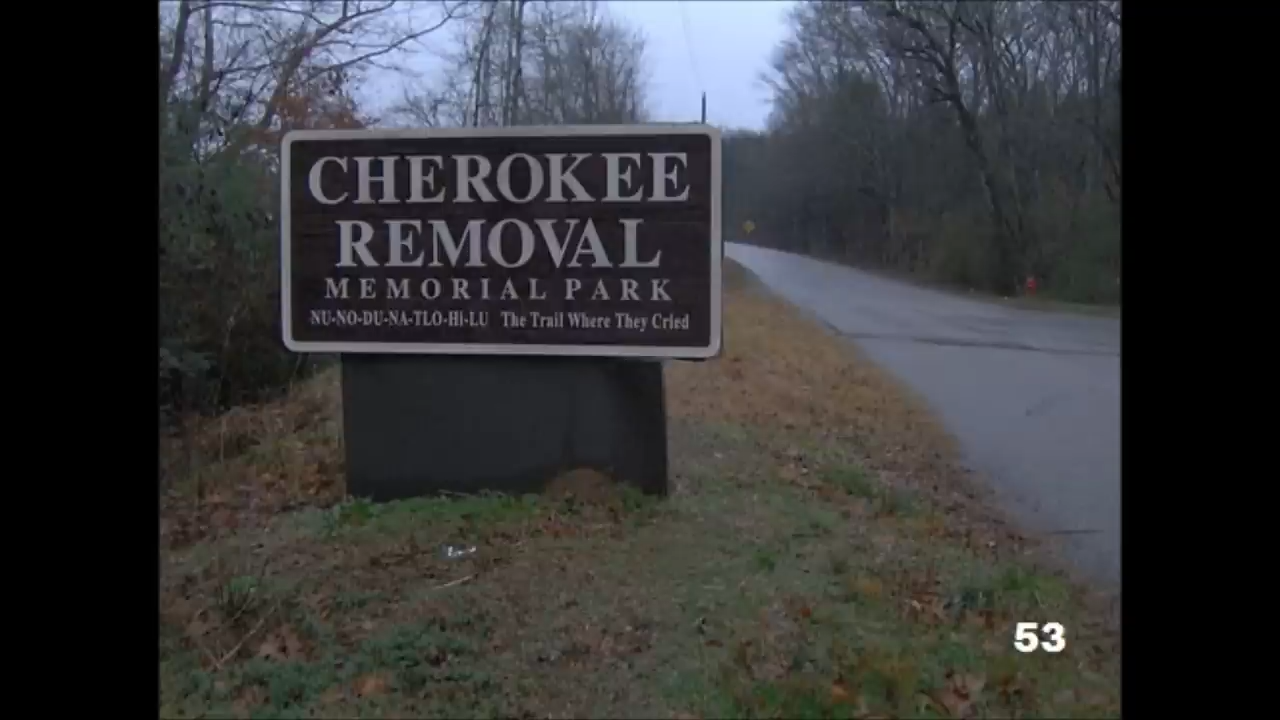 CHEROKEE
REMOVAL
MEMORIAL PARK
NU-NO-DU-NA-TLO-HI-LU The Trail Where They Cried
53